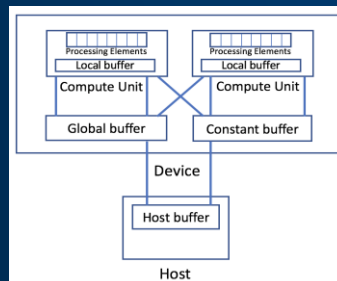 Processing Elements
Local buffer
Compute Unit
Processing Elements
Local buffer
Compute Unit
Global buffer
Constant buffer
Device
Host buffer
Host